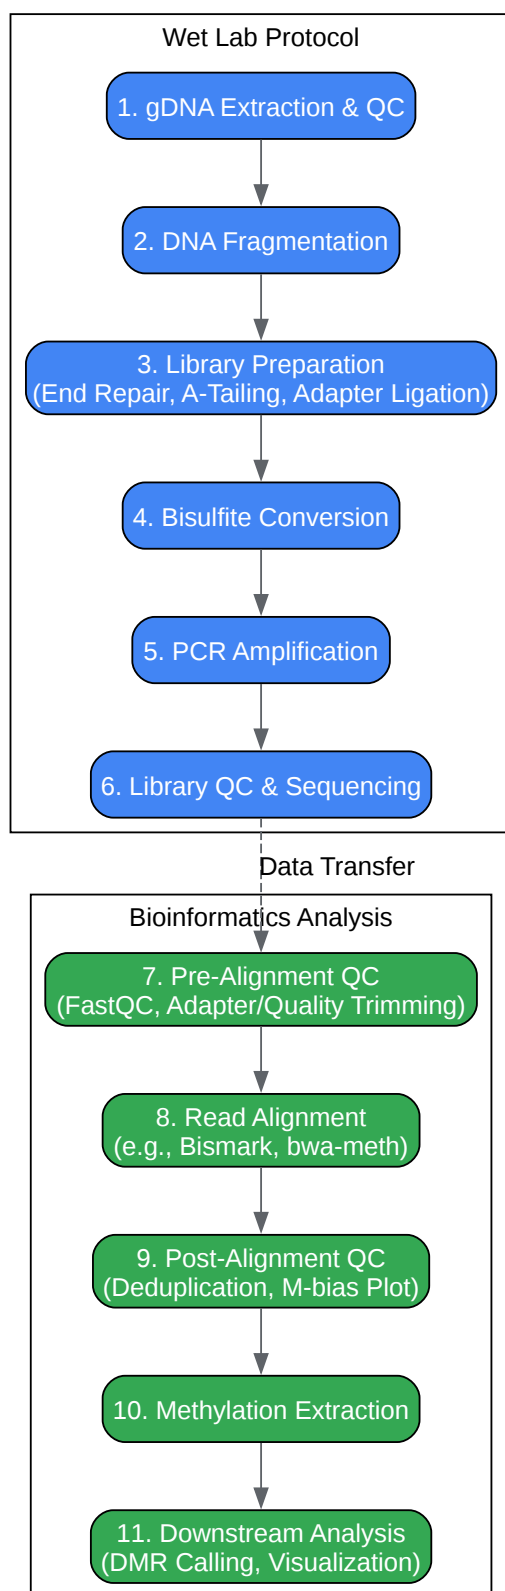 Wet Lab Protocol
1. gDNA Extraction & QC
2. DNA Fragmentation
3. Library Preparation
(End Repair, A-Tailing, Adapter Ligation)
4. Bisulfite Conversion
5. PCR Amplification
6. Library QC & Sequencing
Data Transfer
Bioinformatics Analysis
7. Pre-Alignment QC
(FastQC, Adapter/Quality Trimming)
8. Read Alignment
(e.g., Bismark, bwa-meth)
9. Post-Alignment QC
(Deduplication, M-bias Plot)
10. Methylation Extraction
11. Downstream Analysis
(DMR Calling, Visualization)